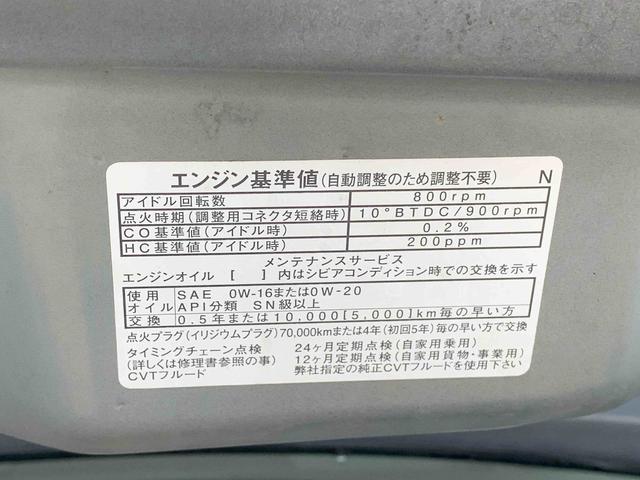 エンジン基準値(自動調整のため調整不要) N
アイドル回転数 800rpm
点火時期(調整用コネクタ短絡時) 10°BTDC/900rpm
CO基準値(アイドル時) 0.2%
HC基準値(アイドル時) 200ppm
メンテナンスサービス
エンジンオイル [ ]内はシビアコンディション時での交換を示す
使用 SAE 0W-16または0W-20
オイル API分類 SN級以上
交換 0.5年または10,000[5,000]km毎の早い方
点火プラグ(イリジウムプラグ)70,000kmまたは4年(初回5年)毎の早い方で交換
タイミングチェーン点検 24ヶ月定期点検(自家用乗用)
(詳しくは修理書参照の事) 12ヶ月定期点検(自家用貨物・事業用)
CVTフルード 弊社指定の純正CVTフルードを使用下さい